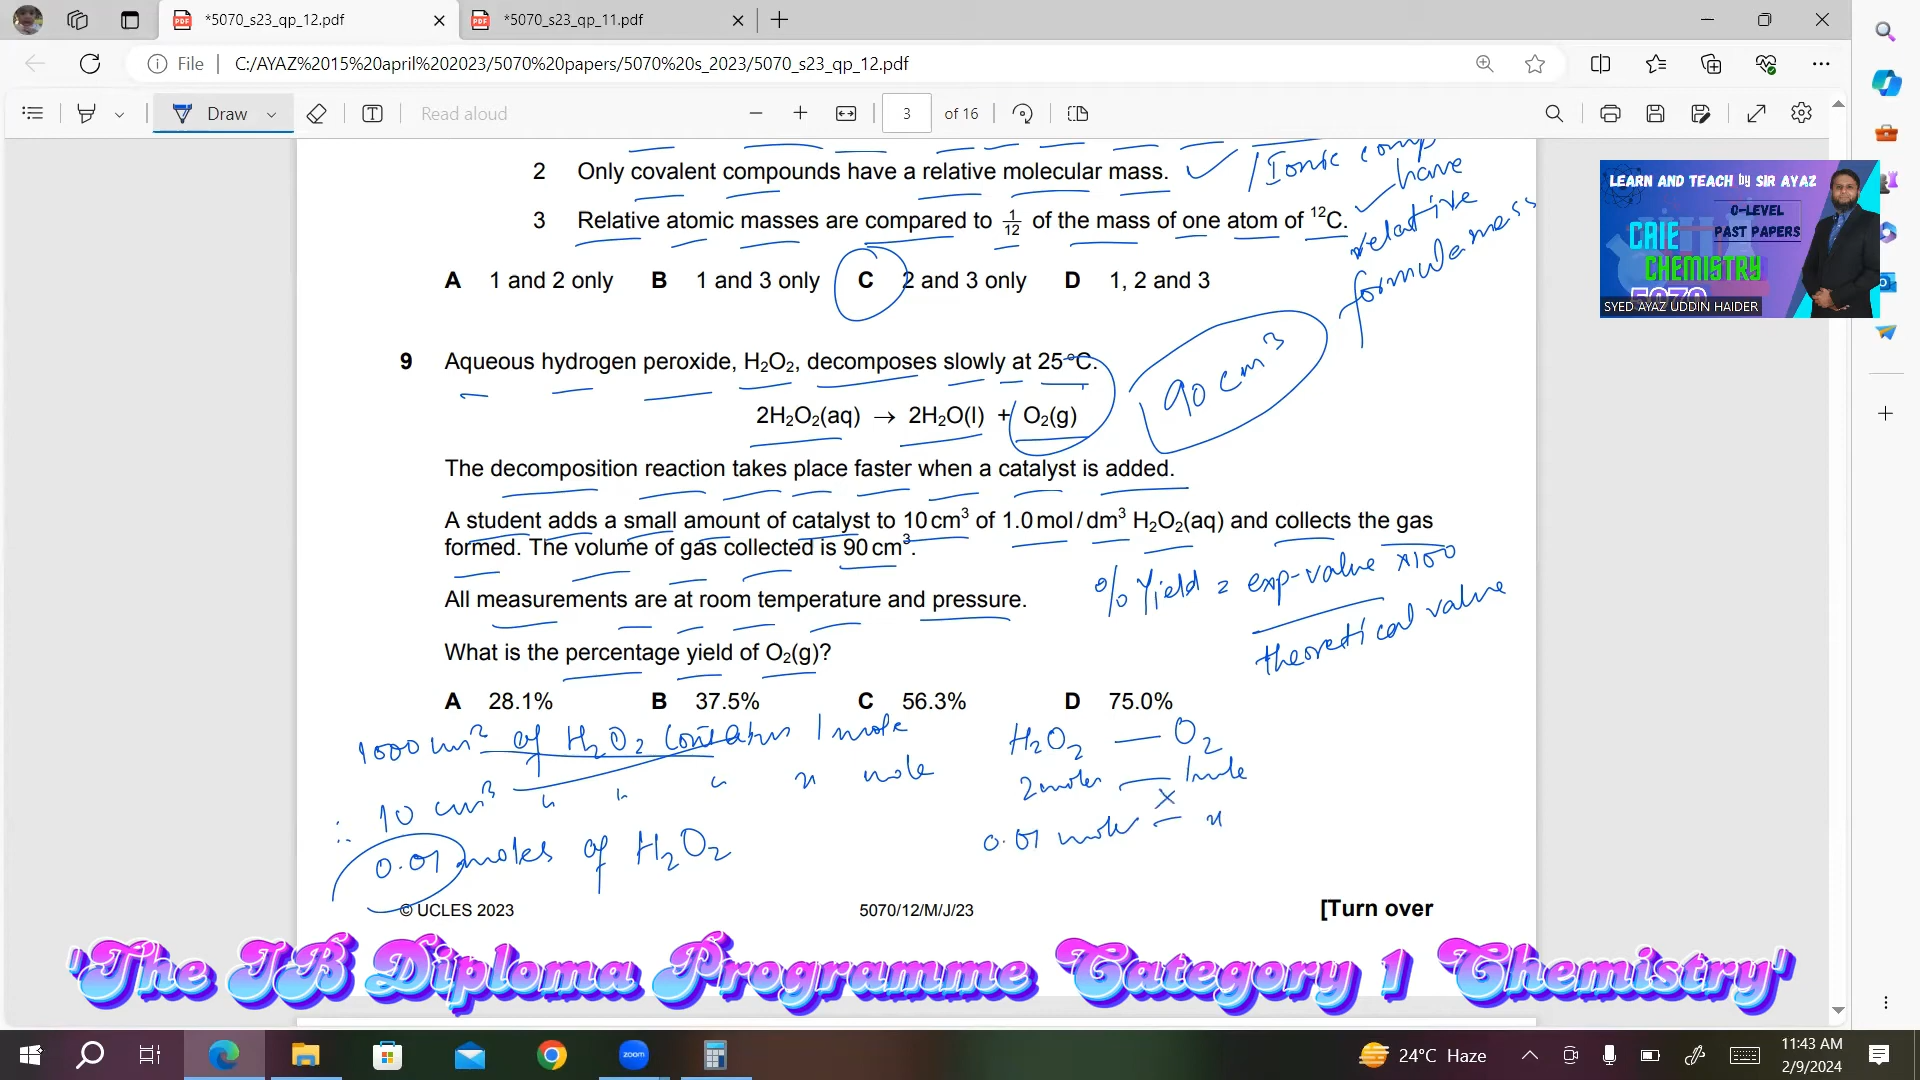 *5070_s23_qp_12.pdf
*5070_s23_qp_11.pdf
File
C:/AYAZ%2015%20april%202023/5070%20papers/5070%20s_2023/5070_s23_qp_12.pdf
Draw
Read aloud
3 of 16
2 Only covalent compounds have a relative molecular mass.
/ Ionic comp
have
relative
formula mass
3 Relative atomic masses are compared to 1/12 of the mass of one atom of ¹²C.
A 1 and 2 only B 1 and 3 only C 2 and 3 only D 1, 2 and 3
LEARN AND TEACH by SIR AYAZ
O-LEVEL
PAST PAPERS
CAIE
CHEMISTRY
5070
SYED AYAZ UDDIN HAIDER
9 Aqueous hydrogen peroxide, H₂O₂, decomposes slowly at 25 °C.
90 cm³
2H₂O₂(aq) → 2H₂O(l) + O₂(g)
The decomposition reaction takes place faster when a catalyst is added.
A student adds a small amount of catalyst to 10 cm³ of 1.0 mol / dm³ H₂O₂(aq) and collects the gas
formed. The volume of gas collected is 90 cm³.
% Yield = exp-value ×100
theoretical value
All measurements are at room temperature and pressure.
What is the percentage yield of O₂(g)?
A 28.1% B 37.5% C 56.3% D 75.0%
1000 cm³ of H₂O₂ contains 1 mole
∴ 10 cm³ " " " x mole
0.01 moles of H₂O₂
H₂O₂ — O₂
2 moles — 1 mole
0.01 mole — x
© UCLES 2023 5070/12/M/J/23 [Turn over
'The IB Diploma Programme Category 1 Chemistry'
zoom
24°C Haze
11:43 AM
2/9/2024